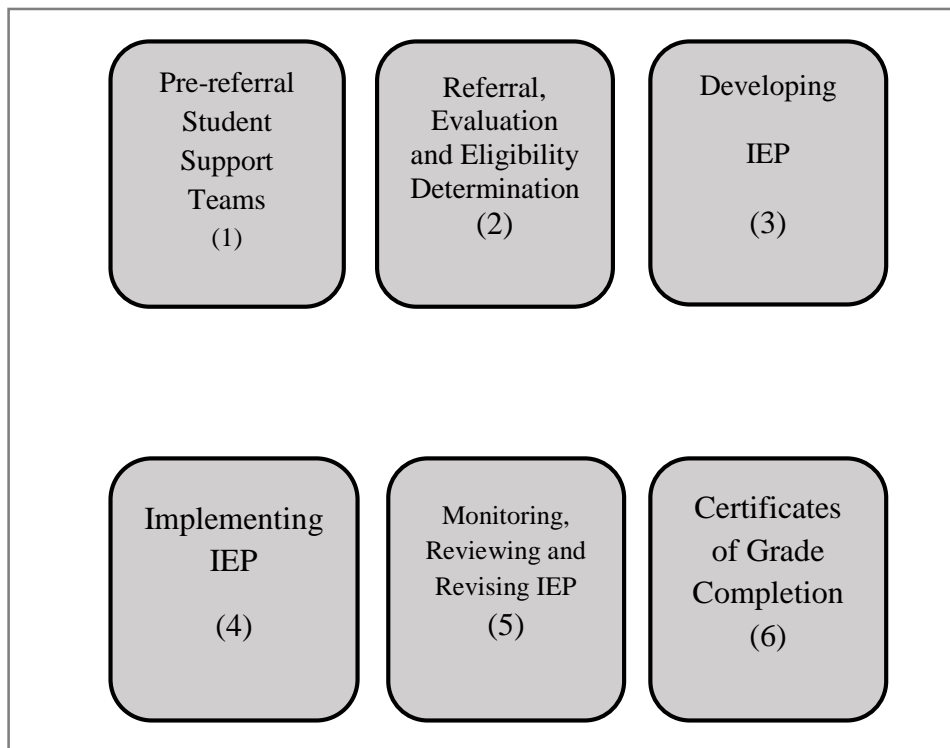 Pre-referral
Student
Support
Teams
(1)
Referral,
Evaluation
and Eligibility
Determination
(2)
Developing
IEP
(3)
Implementing
IEP
(4)
Monitoring,
Reviewing and
Revising IEP
(5)
Certificates
of Grade
Completion
(6)